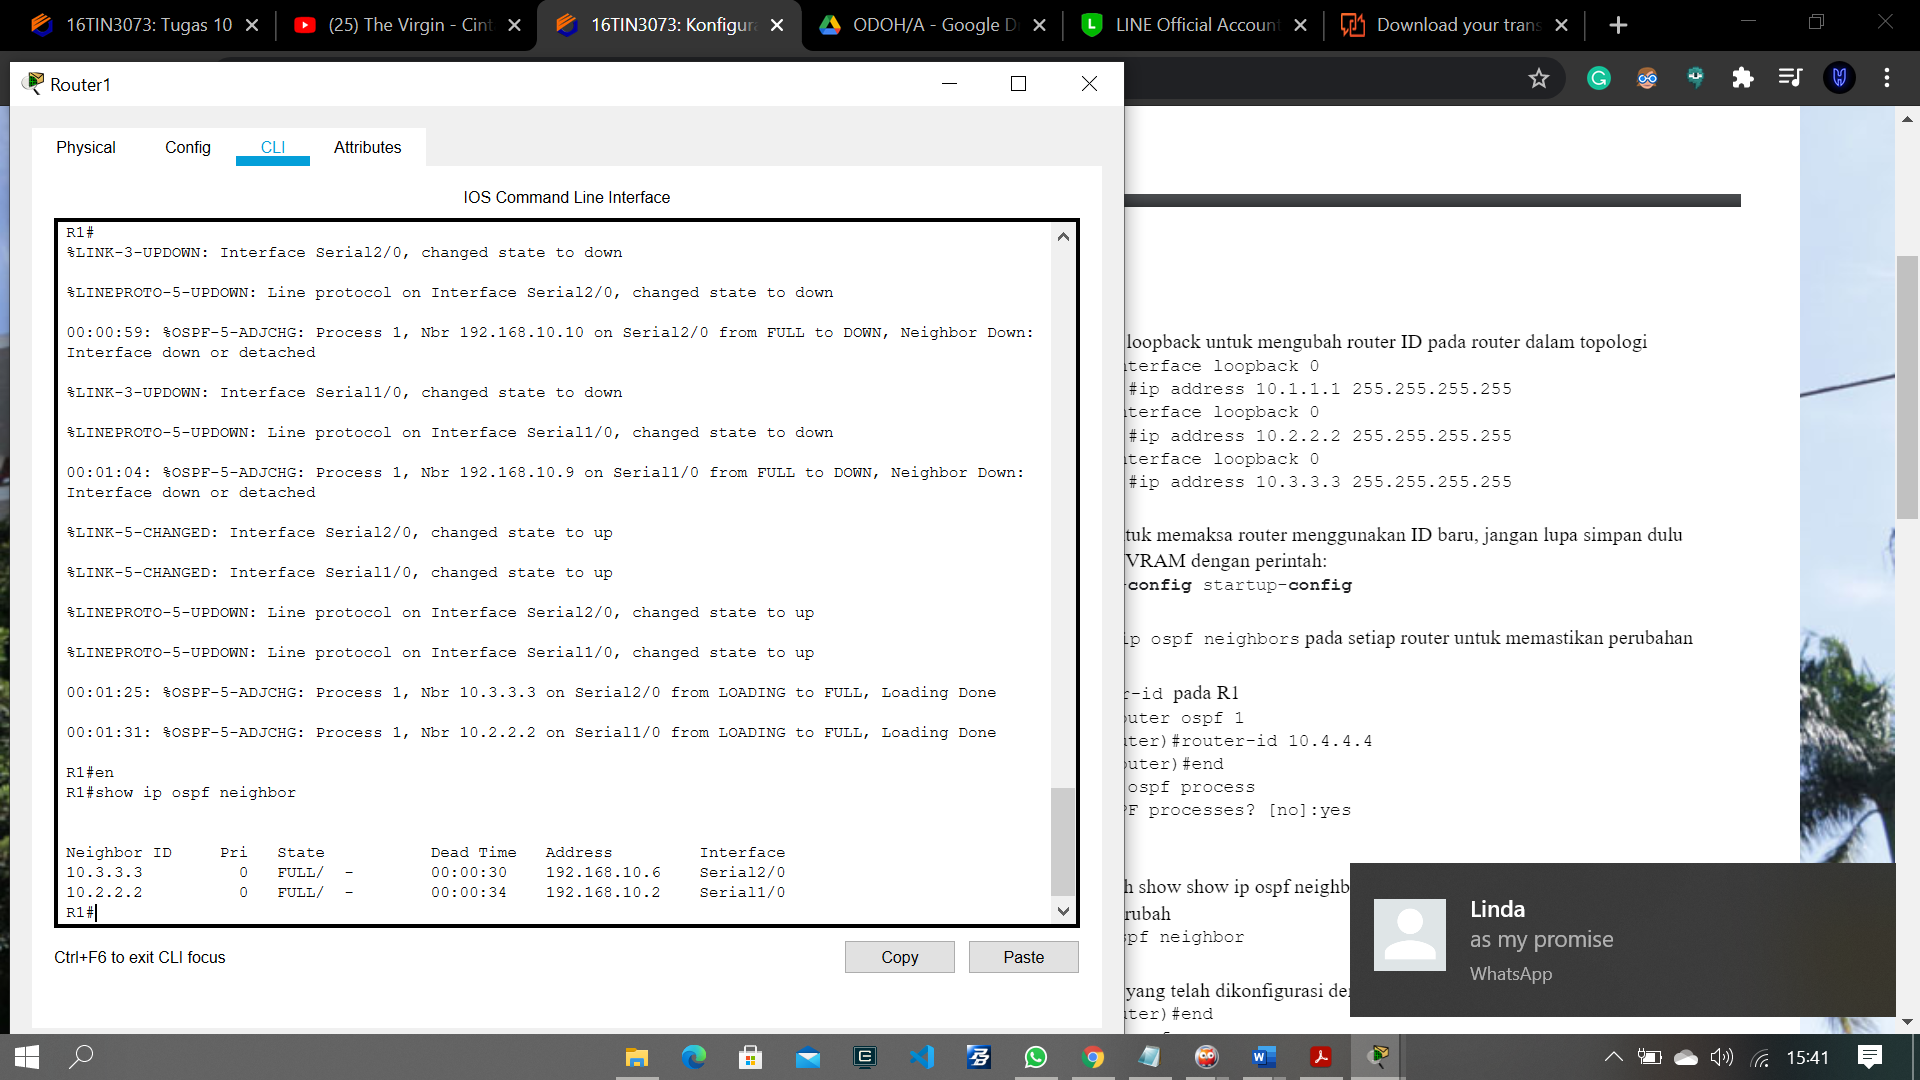 16TIN3073: Tugas 10
(25) The Virgin - Cint
16TIN3073: Konfigura
ODOH/A - Google D
LINE Official Account
Download your trans
Router1
Physical
Config
CLI
Attributes
IOS Command Line Interface
R1#
%LINK-3-UPDOWN: Interface Serial2/0, changed state to down
%LINEPROTO-5-UPDOWN: Line protocol on Interface Serial2/0, changed state to down
00:00:59: %OSPF-5-ADJCHG: Process 1, Nbr 192.168.10.10 on Serial2/0 from FULL to DOWN, Neighbor Down:
Interface down or detached
%LINK-3-UPDOWN: Interface Serial1/0, changed state to down
%LINEPROTO-5-UPDOWN: Line protocol on Interface Serial1/0, changed state to down
00:01:04: %OSPF-5-ADJCHG: Process 1, Nbr 192.168.10.9 on Serial1/0 from FULL to DOWN, Neighbor Down:
Interface down or detached
%LINK-5-CHANGED: Interface Serial2/0, changed state to up
%LINK-5-CHANGED: Interface Serial1/0, changed state to up
%LINEPROTO-5-UPDOWN: Line protocol on Interface Serial2/0, changed state to up
%LINEPROTO-5-UPDOWN: Line protocol on Interface Serial1/0, changed state to up
00:01:25: %OSPF-5-ADJCHG: Process 1, Nbr 10.3.3.3 on Serial2/0 from LOADING to FULL, Loading Done
00:01:31: %OSPF-5-ADJCHG: Process 1, Nbr 10.2.2.2 on Serial1/0 from LOADING to FULL, Loading Done
R1#en
R1#show ip ospf neighbor
Neighbor ID Pri State Dead Time Address Interface
10.3.3.3 0 FULL/ - 00:00:30 192.168.10.6 Serial2/0
10.2.2.2 0 FULL/ - 00:00:34 192.168.10.2 Serial1/0
R1#
Ctrl+F6 to exit CLI focus
Copy
Paste
loopback untuk mengubah router ID pada router dalam topologi
nterface loopback 0
#ip address 10.1.1.1 255.255.255.255
nterface loopback 0
#ip address 10.2.2.2 255.255.255.255
nterface loopback 0
#ip address 10.3.3.3 255.255.255.255
tuk memaksa router menggunakan ID baru, jangan lupa simpan dulu
VRAM dengan perintah:
-config startup-config
ip ospf neighbors pada setiap router untuk memastikan perubahan
r-id pada R1
outer ospf 1
uter)#router-id 10.4.4.4
outer)#end
ospf process
PF processes? [no]:yes
h show show ip ospf neighb
rubah
spf neighbor
yang telah dikonfigurasi de
uter)#end
Linda
as my promise
WhatsApp
15:41